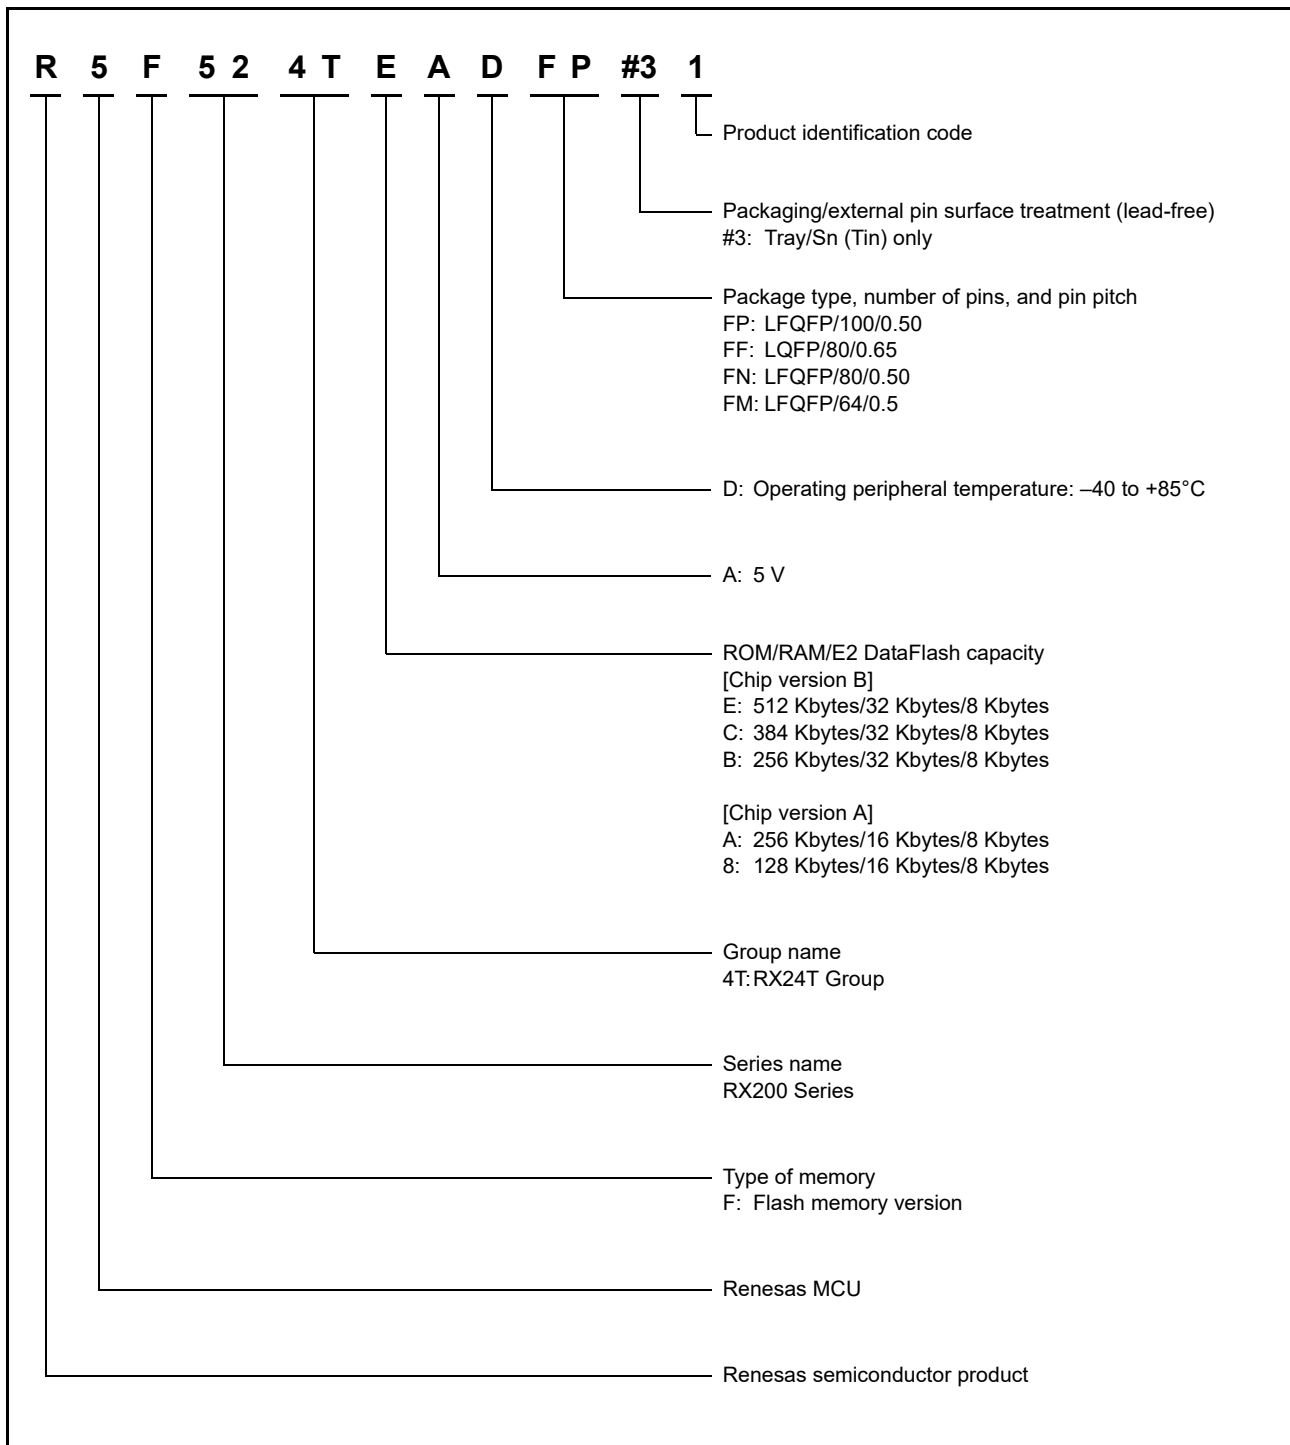 R 5 F 5 2 4 T E A D F P #3 1
Product identification code
Packaging/external pin surface treatment (lead-free)
#3: Tray/Sn (Tin) only
Package type, number of pins, and pin pitch
FP: LFQFP/100/0.50
FF: LQFP/80/0.65
FN: LFQFP/80/0.50
FM: LFQFP/64/0.5
D: Operating peripheral temperature: –40 to +85°C
A: 5 V
ROM/RAM/E2 DataFlash capacity
[Chip version B]
E: 512 Kbytes/32 Kbytes/8 Kbytes
C: 384 Kbytes/32 Kbytes/8 Kbytes
B: 256 Kbytes/32 Kbytes/8 Kbytes
[Chip version A]
A: 256 Kbytes/16 Kbytes/8 Kbytes
8: 128 Kbytes/16 Kbytes/8 Kbytes
Group name
4T: RX24T Group
Series name
RX200 Series
Type of memory
F: Flash memory version
Renesas MCU
Renesas semiconductor product